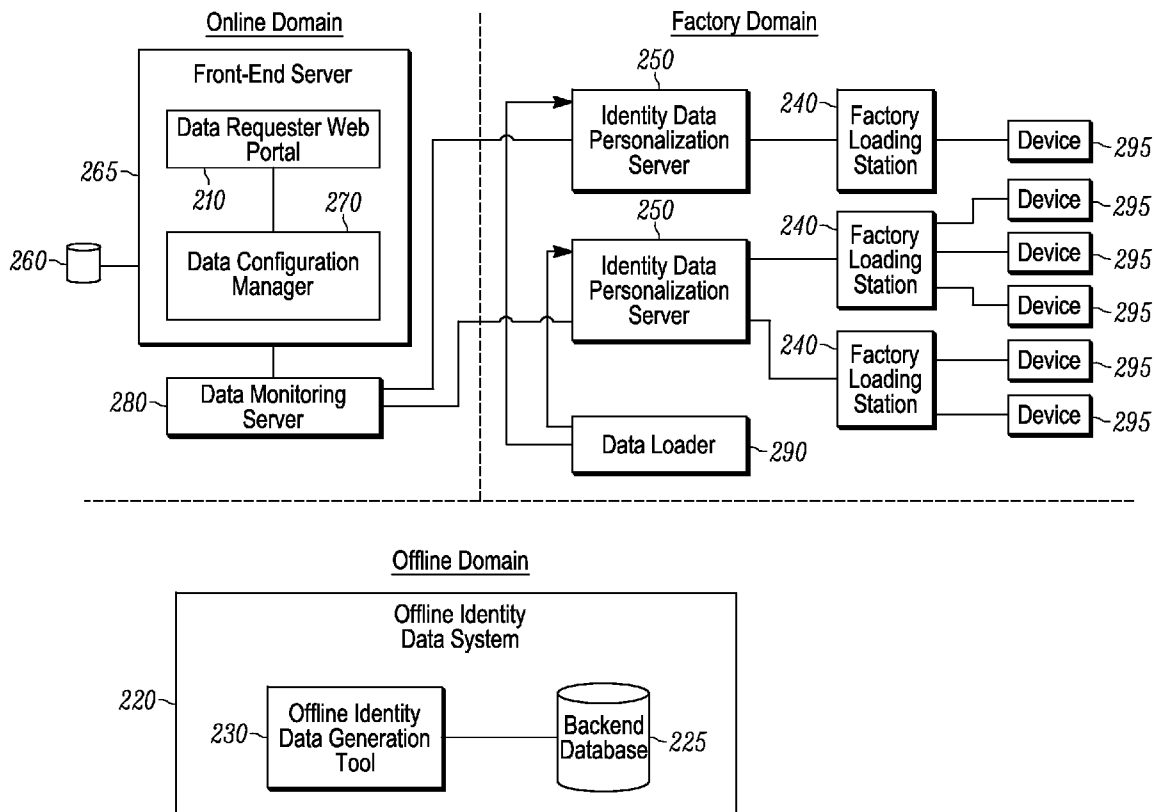 Online Domain
Front-End Server
Data Requester Web
Portal
210
270
265
Data Configuration
Manager
260
280
Data Monitoring
Server
Factory Domain
250
Identity Data
Personalization
Server
240
Factory
Loading
Station
Device
295
250
Identity Data
Personalization
Server
240
Factory
Loading
Station
Device
295
Device
295
Device
295
240
Factory
Loading
Station
Device
295
Device
295
Data Loader
290
Offline Domain
Offline Identity
Data System
220
230
Offline Identity
Data Generation
Tool
Backend
Database
225